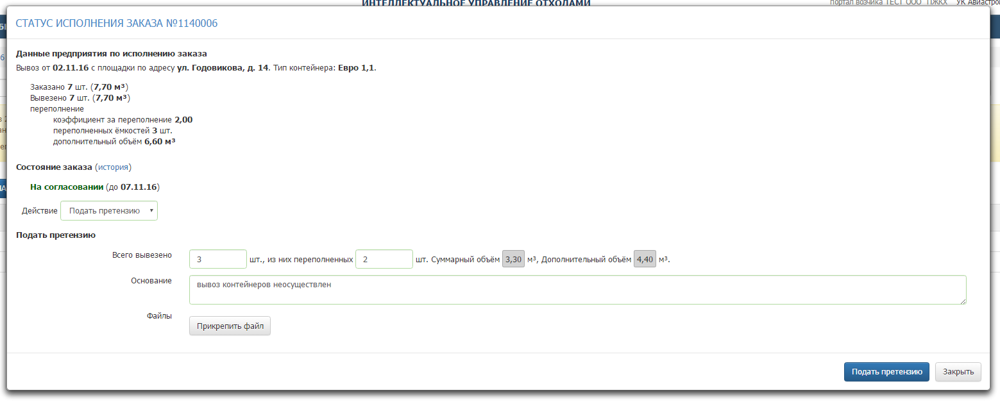 ИНТЕЛЛЕКТУАЛЬНОЕ УПРАВЛЕНИЕ ОТХОДАМИ
портал возчика ТЕСТ ООО "ПЖКХ"
СТАТУС ИСПОЛНЕНИЯ ЗАКАЗА №1140006
Данные предприятия по исполнению заказа
Вывоз от 02.11.16 с площадки по адресу ул. Годовикова, д. 14. Тип контейнера: Евро 1,1.
Заказано 7 шт. (7,70 м³)
Вывезено 7 шт. (7,70 м³)
переполнение
коэффициент за переполнение 2,00
переполненных ёмкостей 3 шт.
дополнительный объём 6,60 м³
Состояние заказа (история)
На согласовании (до 07.11.16)
Действие Подать претензию
Подать претензию
Всего вывезено 3 шт., из них переполненных 2 шт. Суммарный объём 3,30 м³, Дополнительный объём 4,40 м³.
Основание вывоз контейнеров неосуществлен
Файлы
Прикрепить файл
Подать претензию Закрыть